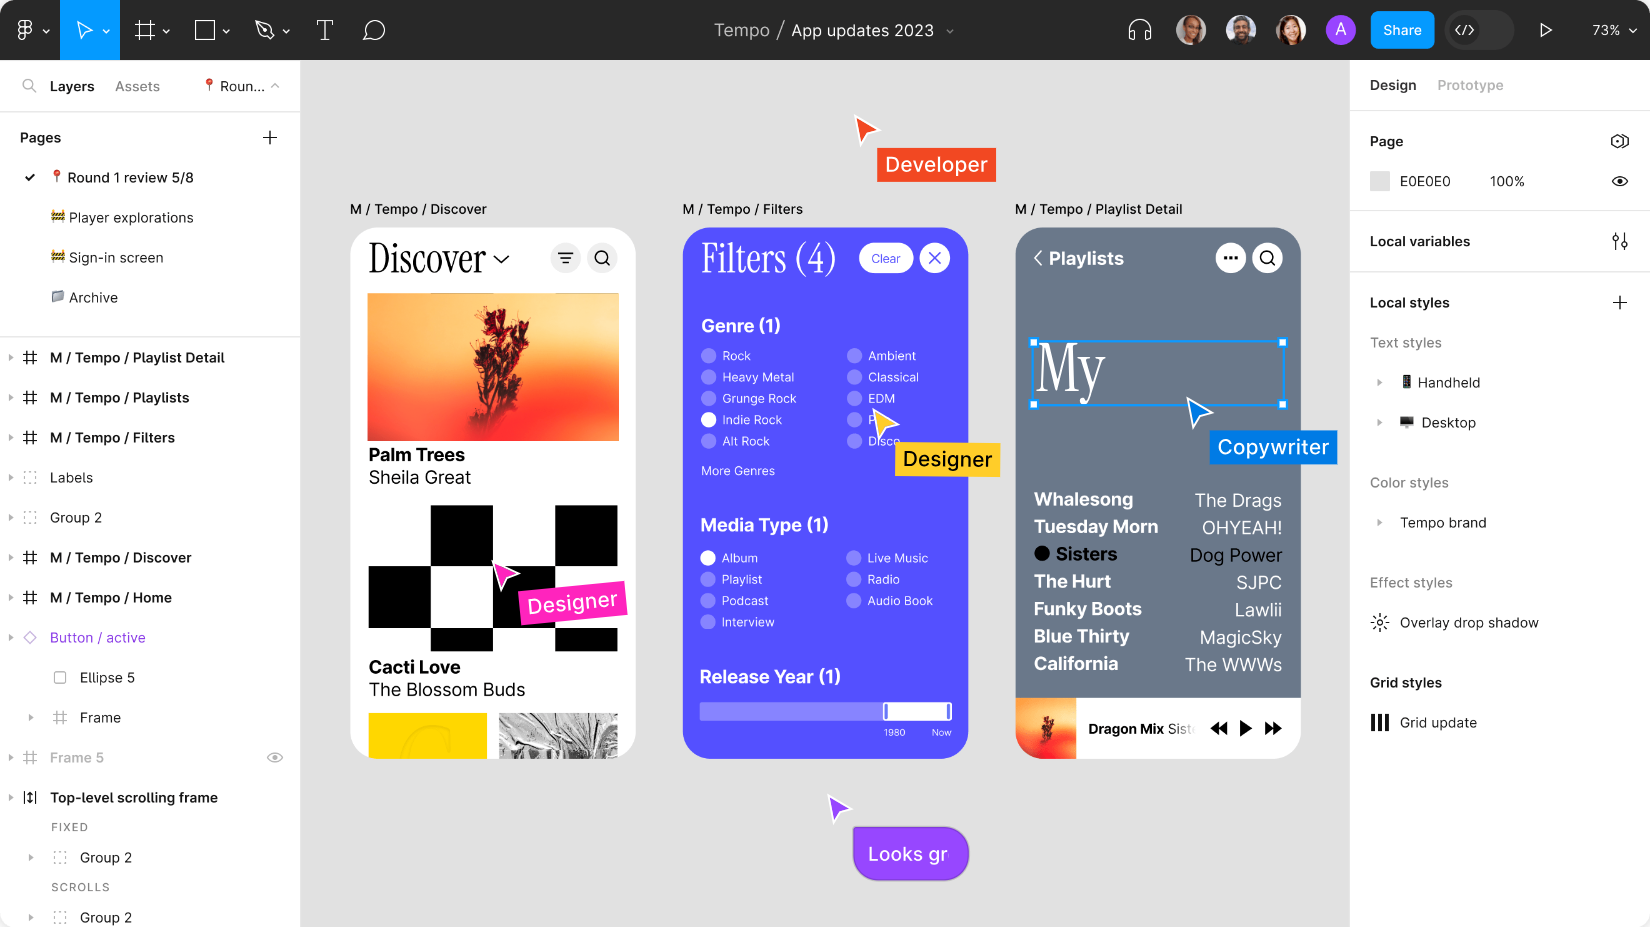 Tempo / App updates 2023
A
Share
73%
Layers
Assets
Roun...
Pages
Round 1 review 5/8
Player explorations
Sign-in screen
Archive
M / Tempo / Playlist Detail
M / Tempo / Playlists
M / Tempo / Filters
Labels
Group 2
M / Tempo / Discover
M / Tempo / Home
Button / active
Ellipse 5
Frame
Frame 5
Top-level scrolling frame
FIXED
Group 2
SCROLLS
Group 2
Developer
M / Tempo / Discover
Discover
Palm Trees
Sheila Great
Designer
Cacti Love
The Blossom Buds
M / Tempo / Filters
Filters (4)
Clear
Genre (1)
Rock
Heavy Metal
Grunge Rock
Indie Rock
Alt Rock
Ambient
Classical
EDM
Disco
Designer
More Genres
Media Type (1)
Album
Playlist
Podcast
Interview
Live Music
Radio
Audio Book
Release Year (1)
1980
Now
M / Tempo / Playlist Detail
Playlists
My
Copywriter
Whalesong The Drags
Tuesday Morn OHYEAH!
Sisters Dog Power
The Hurt SJPC
Funky Boots Lawlii
Blue Thirty MagicSky
California The WWWs
Dragon Mix Siste
Looks gr
Design
Prototype
Page
E0E0E0
100%
Local variables
Local styles
Text styles
Handheld
Desktop
Color styles
Tempo brand
Effect styles
Overlay drop shadow
Grid styles
Grid update